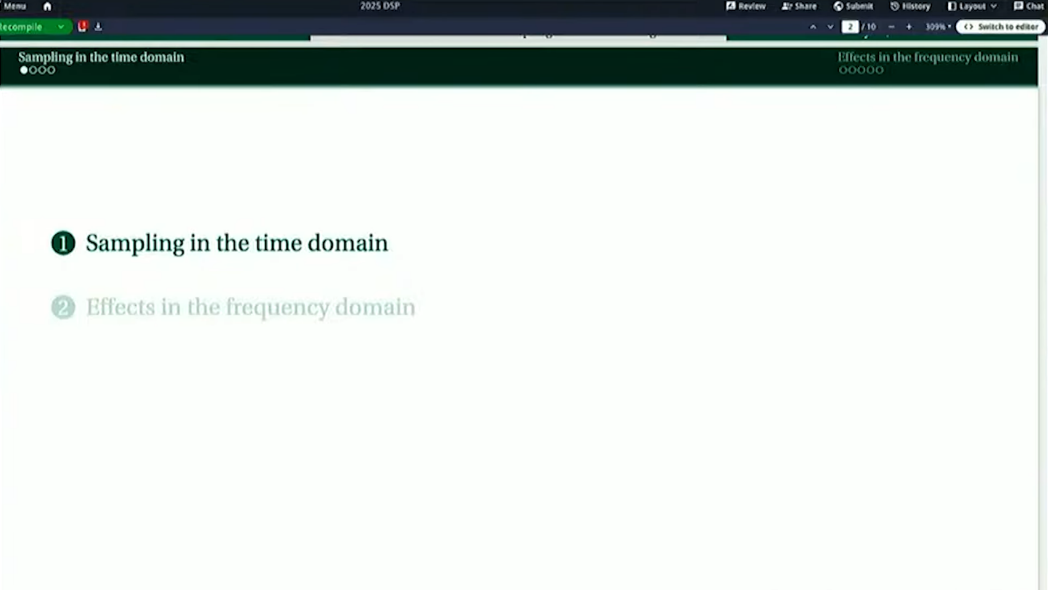 Menu
2025 DSP
Review
Share
Submit
History
Layout
Chat
Recompile
2 / 10
309%
<> Switch to editor
Sampling in the time domain
Effects in the frequency domain
1 Sampling in the time domain
2 Effects in the frequency domain